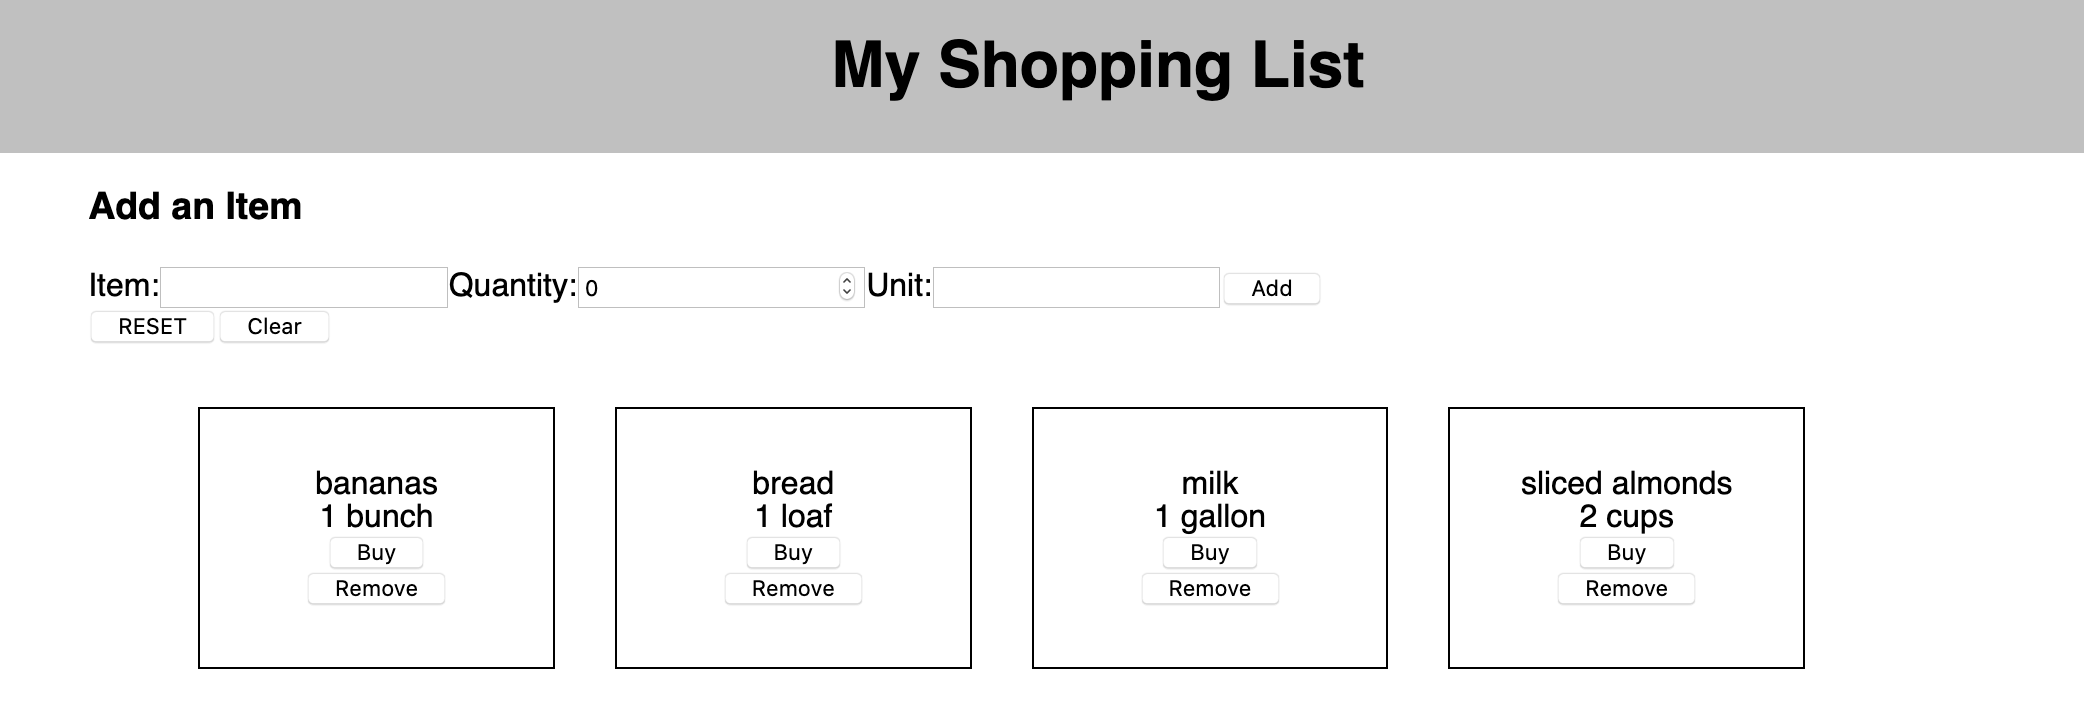 My Shopping List
Add an Item
Item: Quantity: 0 Unit: Add
RESET Clear
bananas
1 bunch
Buy
Remove
bread
1 loaf
Buy
Remove
milk
1 gallon
Buy
Remove
sliced almonds
2 cups
Buy
Remove